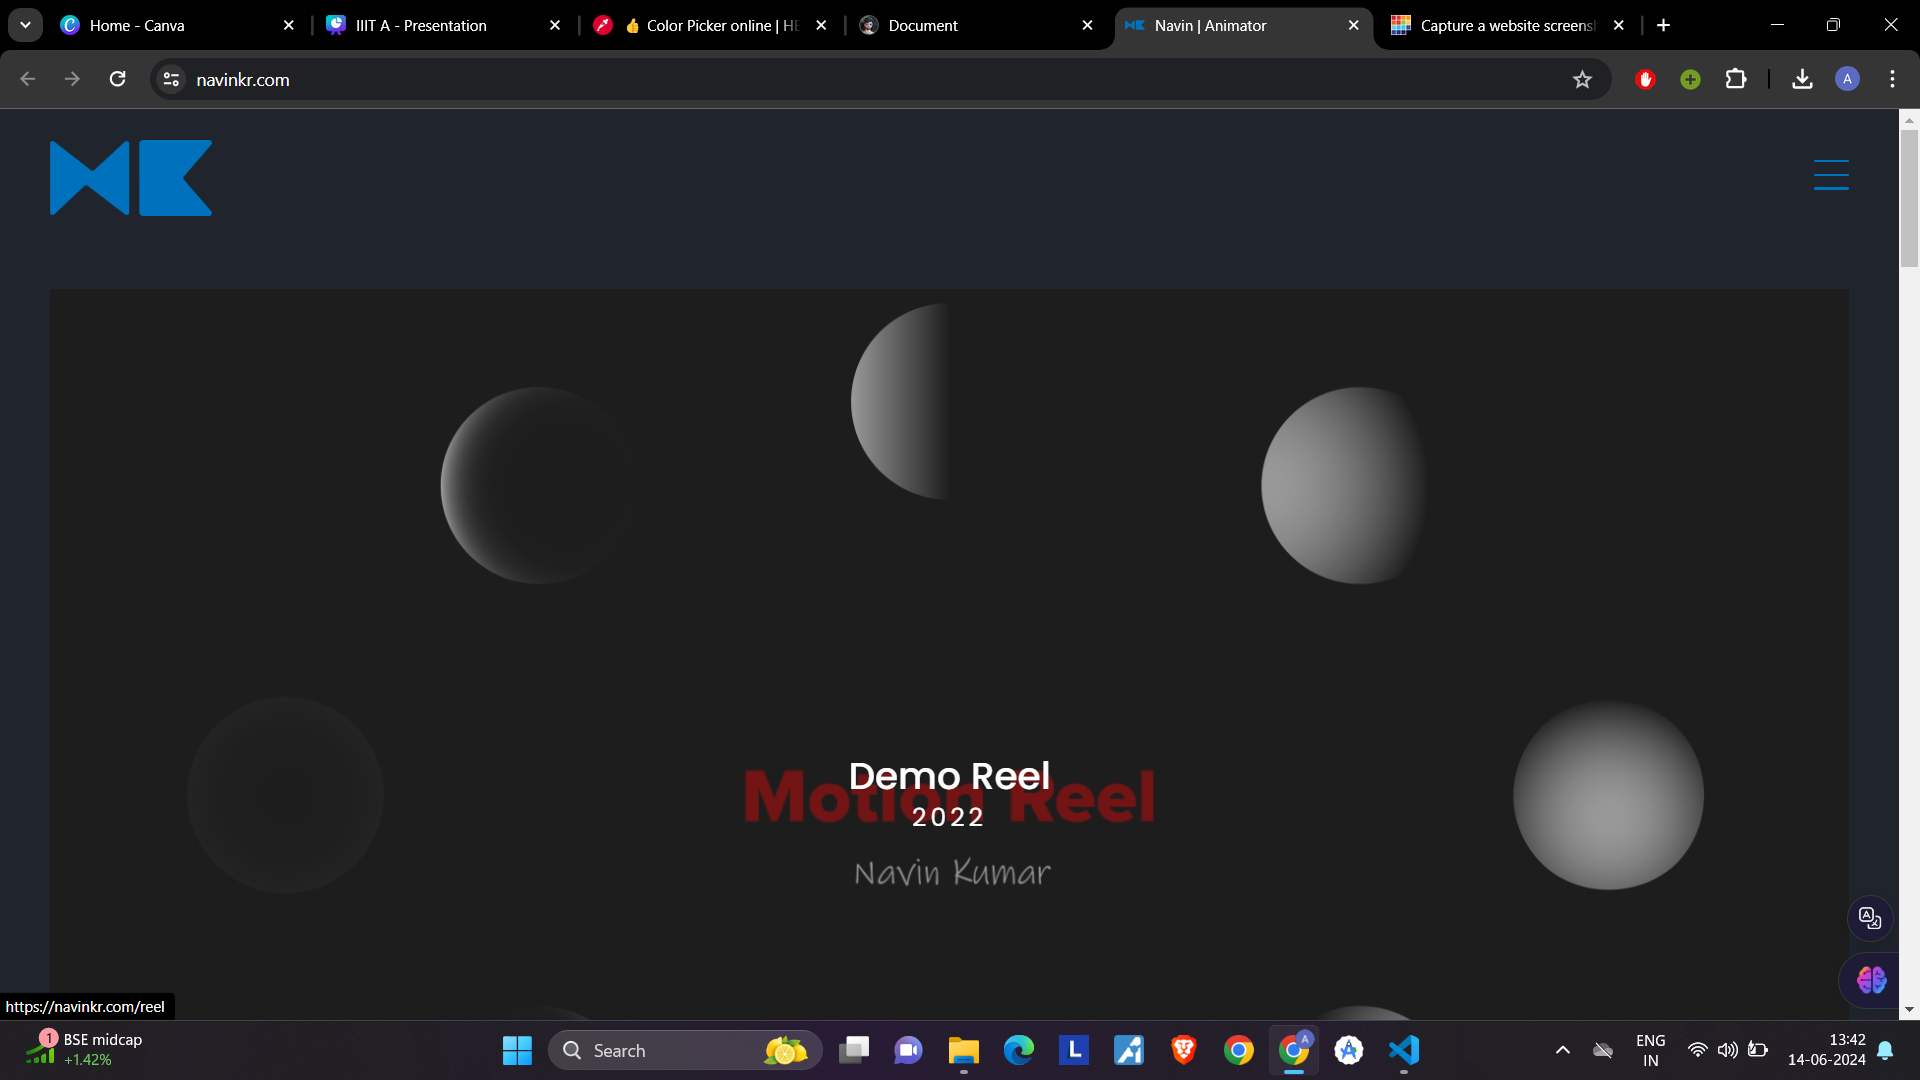 Home - Canva
IIIT A - Presentation
👍 Color Picker online | HE
Document
Navin | Animator
Capture a website screens
navinkr.com
A
Demo Reel
Motion Reel
2022
Navin Kumar
https://navinkr.com/reel
1
BSE midcap
+1.42%
Search
L
A
ENG
IN
13:42
14-06-2024